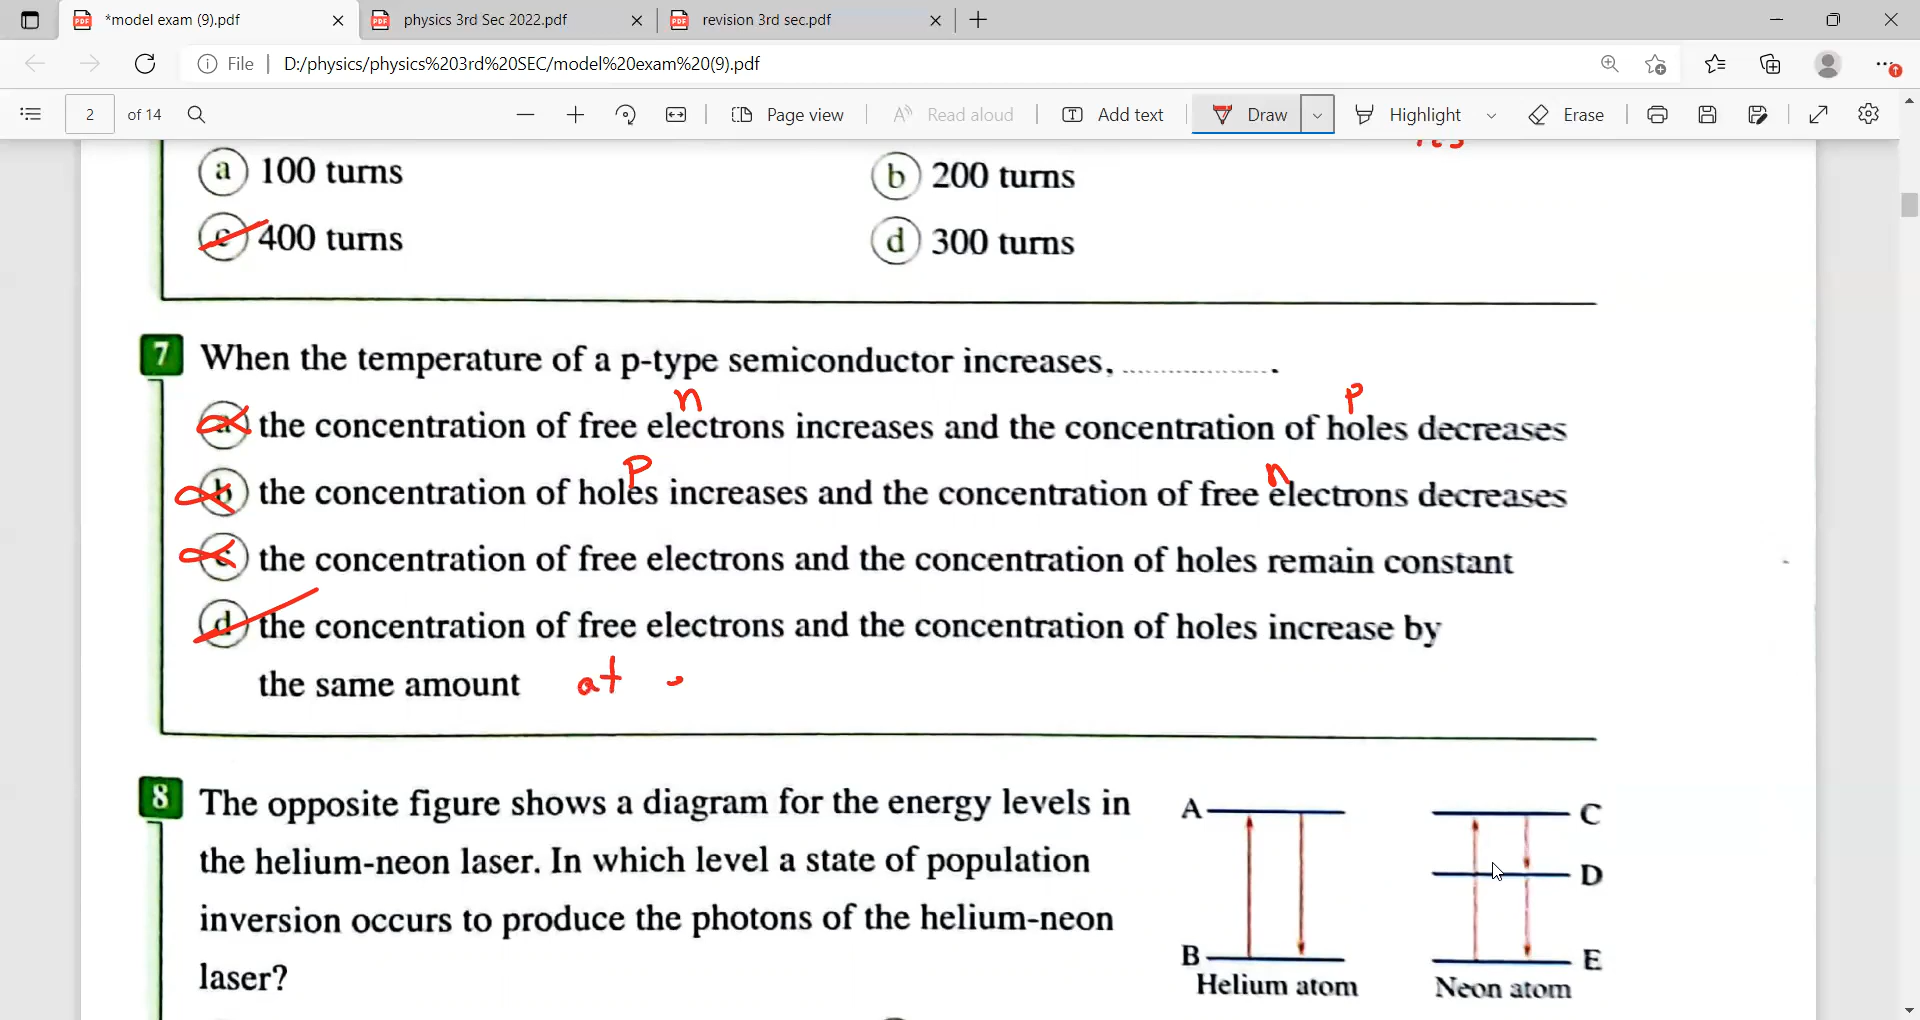 *model exam (9).pdf
physics 3rd Sec 2022.pdf
revision 3rd sec.pdf
File
D:/physics/physics%203rd%20SEC/model%20exam%20(9).pdf
2 of 14
Page view
Read aloud
Add text
Draw
Highlight
Erase
a 100 turns
b 200 turns
c 400 turns
d 300 turns
7 When the temperature of a p-type semiconductor increases, .................... .
n
P
a the concentration of free electrons increases and the concentration of holes decreases
P
n
b the concentration of holes increases and the concentration of free electrons decreases
c the concentration of free electrons and the concentration of holes remain constant
d the concentration of free electrons and the concentration of holes increase by
the same amount
at
8 The opposite figure shows a diagram for the energy levels in
the helium-neon laser. In which level a state of population
inversion occurs to produce the photons of the helium-neon
laser?
A
B
Helium atom
C
D
E
Neon atom